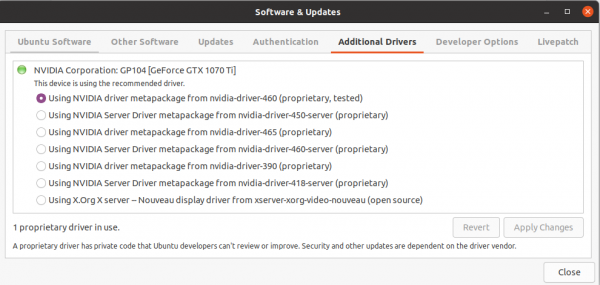 Software & Updates
Ubuntu Software
Other Software
Updates
Authentication
Additional Drivers
Developer Options
Livepatch
NVIDIA Corporation: GP104 [GeForce GTX 1070 Ti]
This device is using the recommended driver.
Using NVIDIA driver metapackage from nvidia-driver-460 (proprietary, tested)
Using NVIDIA Server Driver metapackage from nvidia-driver-450-server (proprietary)
Using NVIDIA driver metapackage from nvidia-driver-465 (proprietary)
Using NVIDIA Server Driver metapackage from nvidia-driver-460-server (proprietary)
Using NVIDIA driver metapackage from nvidia-driver-390 (proprietary)
Using NVIDIA Server Driver metapackage from nvidia-driver-418-server (proprietary)
Using X.Org X server -- Nouveau display driver from xserver-xorg-video-nouveau (open source)
1 proprietary driver in use.
Revert
Apply Changes
A proprietary driver has private code that Ubuntu developers can't review or improve. Security and other updates are dependent on the driver vendor.
Close